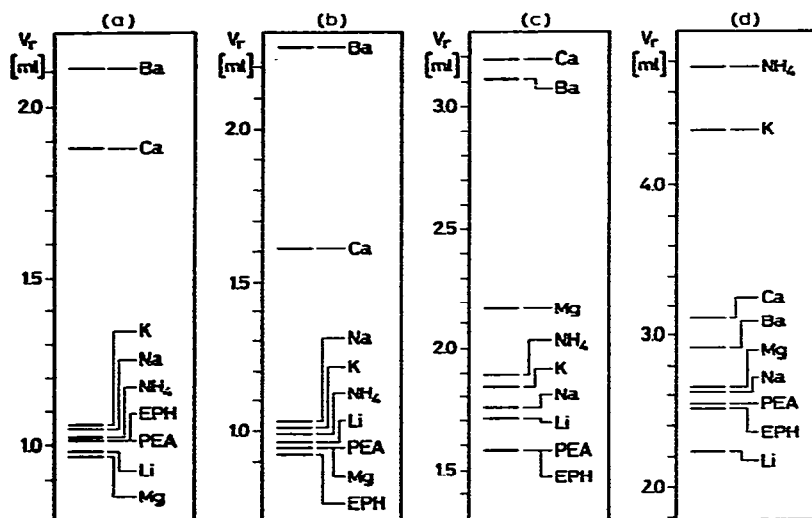 (a)
Vr
[ml]
2.0
1.5
1.0
Ba
Ca
K
Na
NH4
EPH
PEA
Li
Mg
(b)
Vr
[ml]
2.0
1.5
1.0
Ba
Ca
Na
K
NH4
Li
PEA
Mg
EPH
(c)
Vr
[ml]
3.0
2.5
2.0
1.5
Ca
Ba
Mg
NH4
K
Na
Li
PEA
EPH
(d)
Vr
[ml]
4.0
3.0
2.0
NH4
K
Ca
Ba
Mg
Na
PEA
EPH
Li